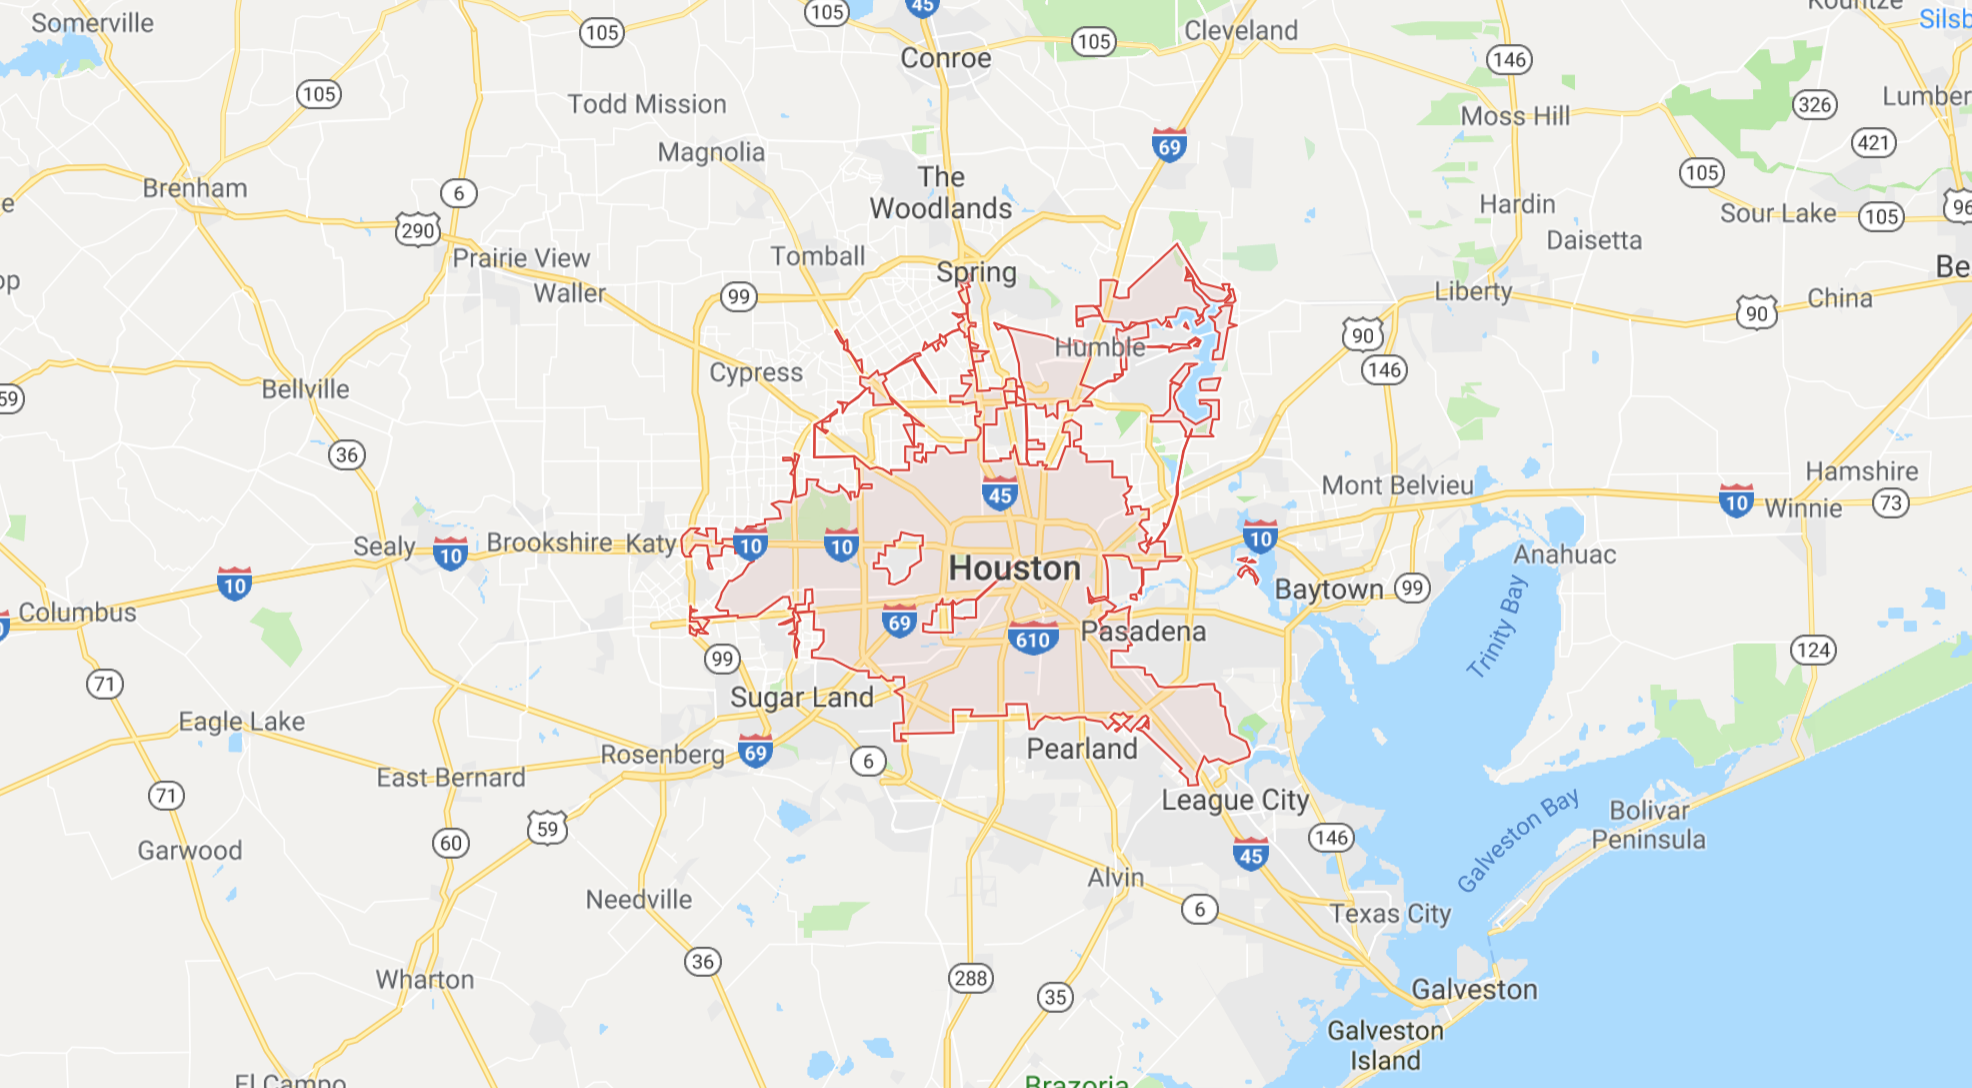 Somerville
105
105
45
105
Cleveland
Kountze
Silsb
Conroe
146
105
Todd Mission
326
Lumber
Moss Hill
421
Magnolia
69
105
The
Woodlands
Brenham
6
290
Hardin
Sour Lake
105
96
e
Prairie View
Tomball
Daisetta
Be
op
Waller
99
Spring
Liberty
China
90
90
Humble
146
Cypress
Bellville
59
36
45
Mont Belvieu
Hamshire
10
Winnie
73
Sealy
10
Brookshire
Katy
10
10
10
Anahuac
Houston
10
Columbus
Baytown
99
Trinity Bay
69
610
Pasadena
124
99
71
Sugar Land
Eagle Lake
Rosenberg
69
6
Pearland
East Bernard
71
59
League City
Galveston Bay
Bolivar
Peninsula
60
146
45
Garwood
Alvin
Needville
6
Texas City
36
Wharton
288
35
Galveston
Galveston
Island
El Campo
Brazoria